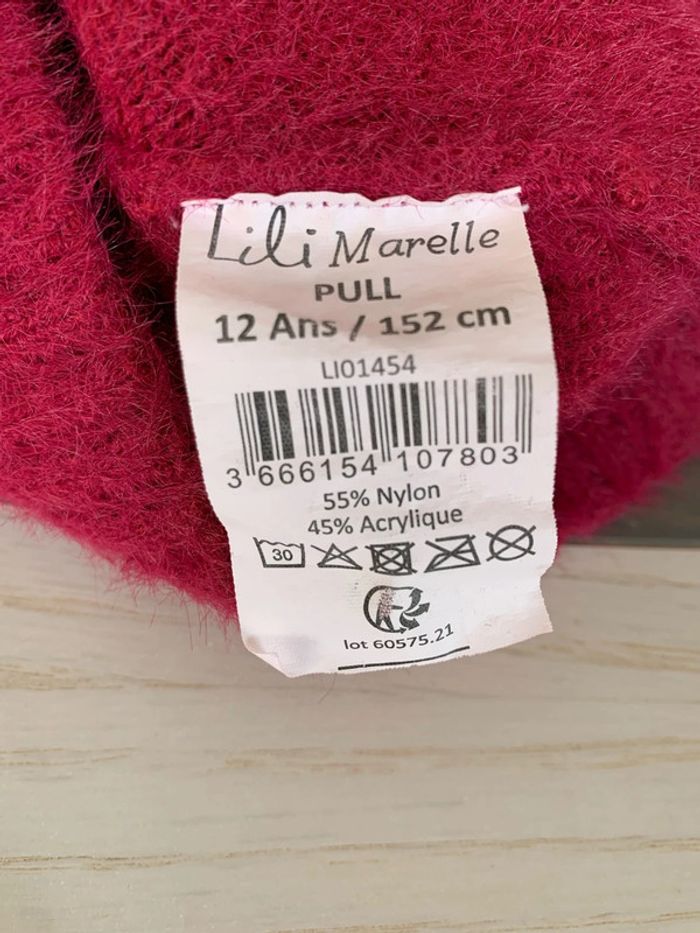 Lili Marelle
PULL
12 Ans / 152 cm
LI01454
3 666154 107803
55% Nylon
45% Acrylique
30
lot 60575.21